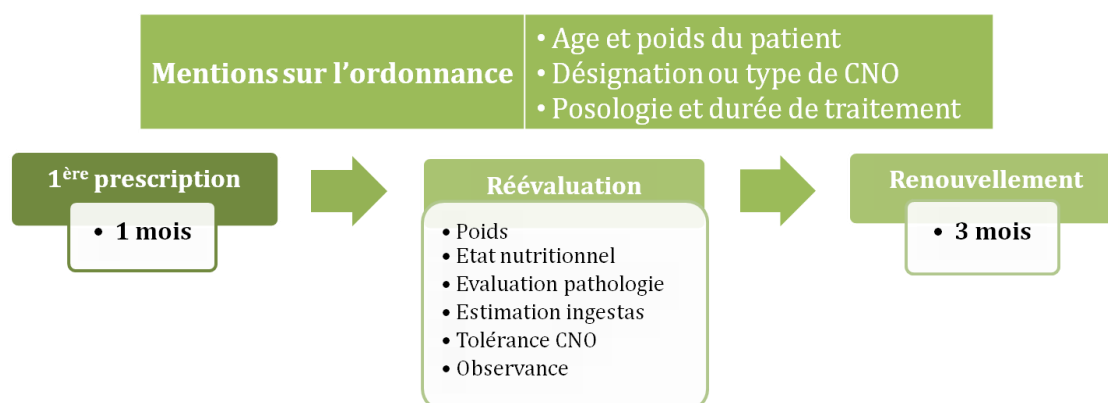 Mentions sur l’ordonnance
• Age et poids du patient
• Désignation ou type de CNO
• Posologie et durée de traitement
1ère prescription
• 1 mois
Réévaluation
• Poids
• Etat nutritionnel
• Evaluation pathologie
• Estimation ingestas
• Tolérance CNO
• Observance
Renouvellement
• 3 mois